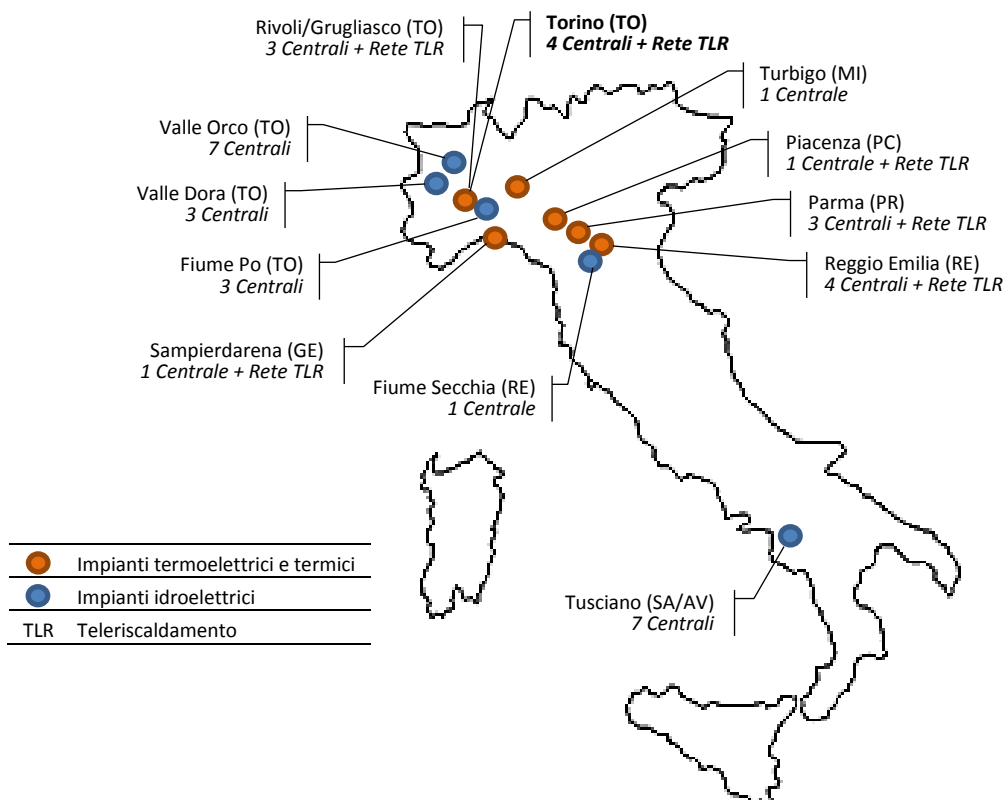 Rivoli/Grugliasco (TO)
3 Centrali + Rete TLR
Torino (TO)
4 Centrali + Rete TLR
Turbigo (MI)
1 Centrale
Valle Orco (TO)
7 Centrali
Piacenza (PC)
1 Centrale + Rete TLR
Valle Dora (TO)
3 Centrali
Parma (PR)
3 Centrali + Rete TLR
Fiume Po (TO)
3 Centrali
Reggio Emilia (RE)
4 Centrali + Rete TLR
Sampierdarena (GE)
1 Centrale + Rete TLR
Fiume Secchia (RE)
1 Centrale
Impianti termoelettrici e termici
Impianti idroelettrici
TLR Teleriscaldamento
Tusciano (SA/AV)
7 Centrali